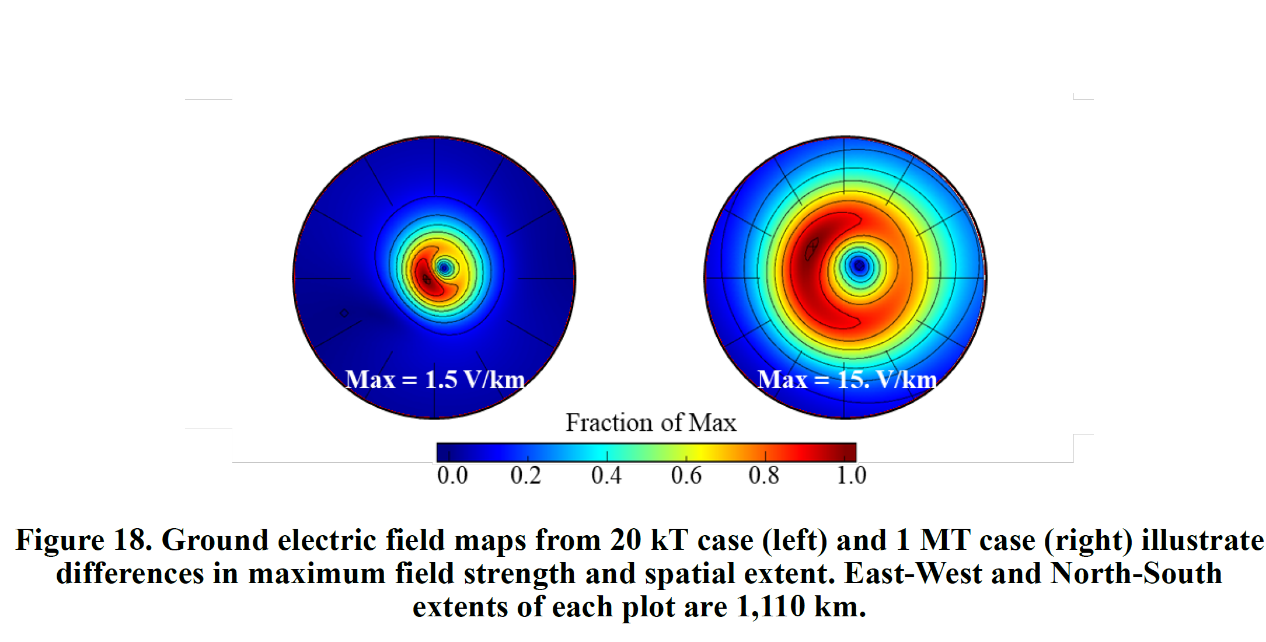 Max = 1.5 V/km
Max = 15. V/km
Fraction of Max
0.0 0.2 0.4 0.6 0.8 1.0
Figure 18. Ground electric field maps from 20 kT case (left) and 1 MT case (right) illustrate
differences in maximum field strength and spatial extent. East-West and North-South
extents of each plot are 1,110 km.